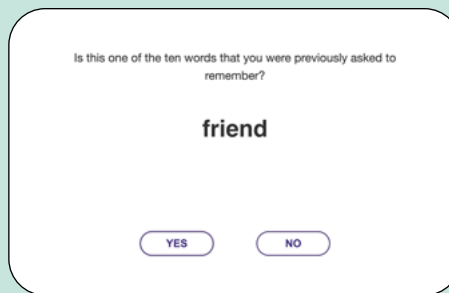 Is this one of the ten words that you were previously asked to
remember?
friend
YES
NO